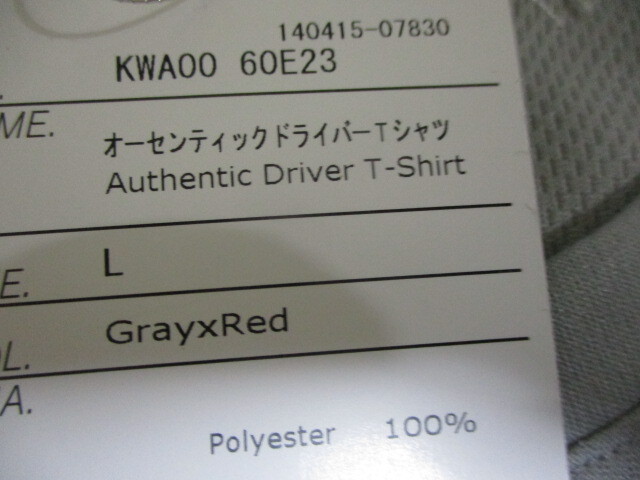 140415-07830
KWA00 60E23
ME.
オーセンティックドライバーTシャツ
Authentic Driver T-Shirt
E. L
OL. GrayxRed
A.
Polyester 100%